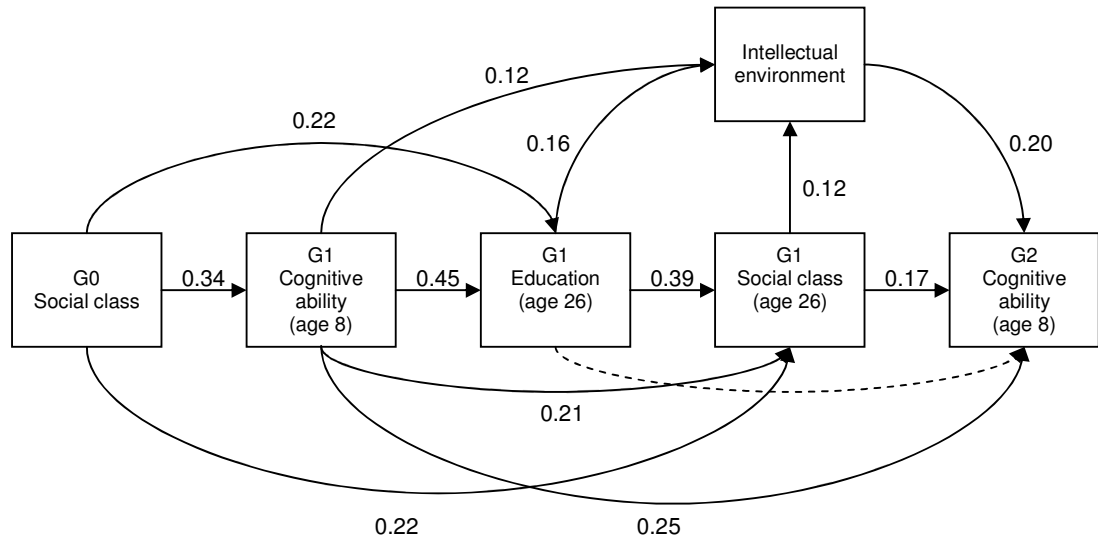 Intellectual
environment
0.12
0.22
0.16
0.20
0.12
G0
Social class
0.34
G1
Cognitive
ability
(age 8)
0.45
G1
Education
(age 26)
0.39
G1
Social class
(age 26)
0.17
G2
Cognitive
ability
(age 8)
0.21
0.22
0.25